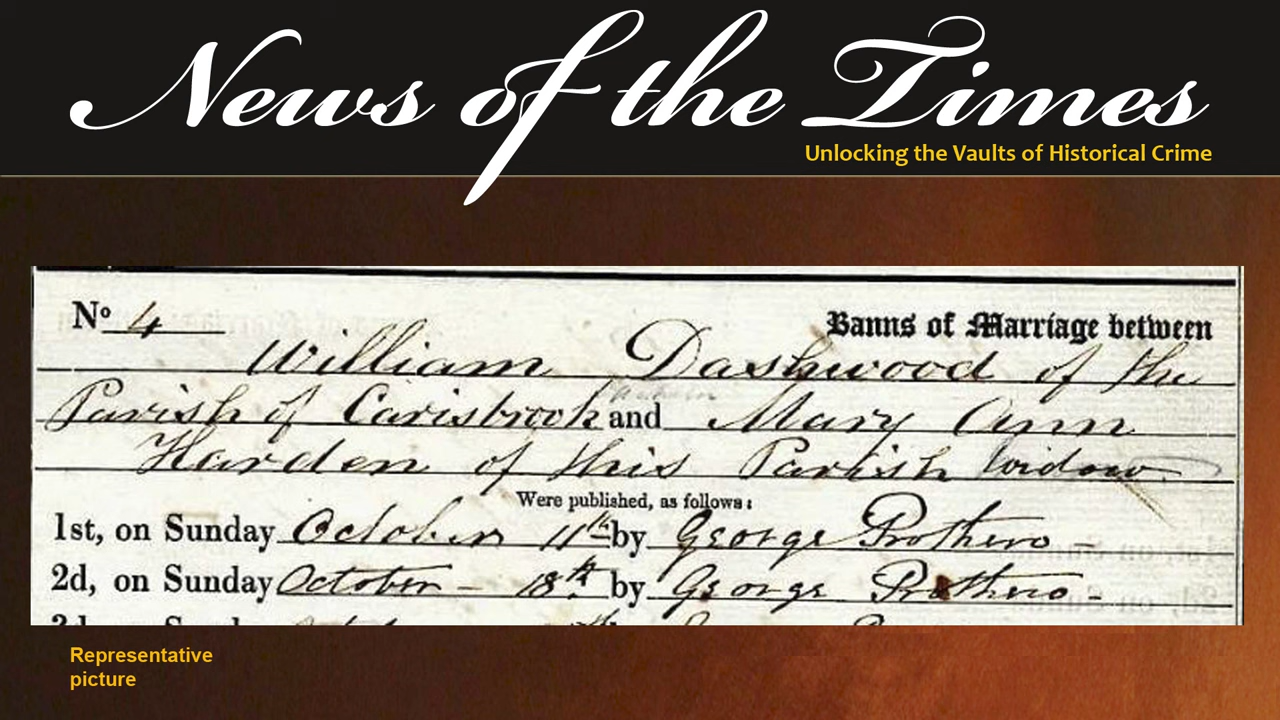 News of the Times
Unlocking the Vaults of Historical Crime
No 4
Banns of Marriage between
William Dashwood of the
Parish of Carisbrook and Mary Ann
Harden of this Parish widow
Were published, as follows:
1st, on Sunday October 11th by George Prothero -
2d, on Sunday October - 18th by George Prothero -
Representative
picture